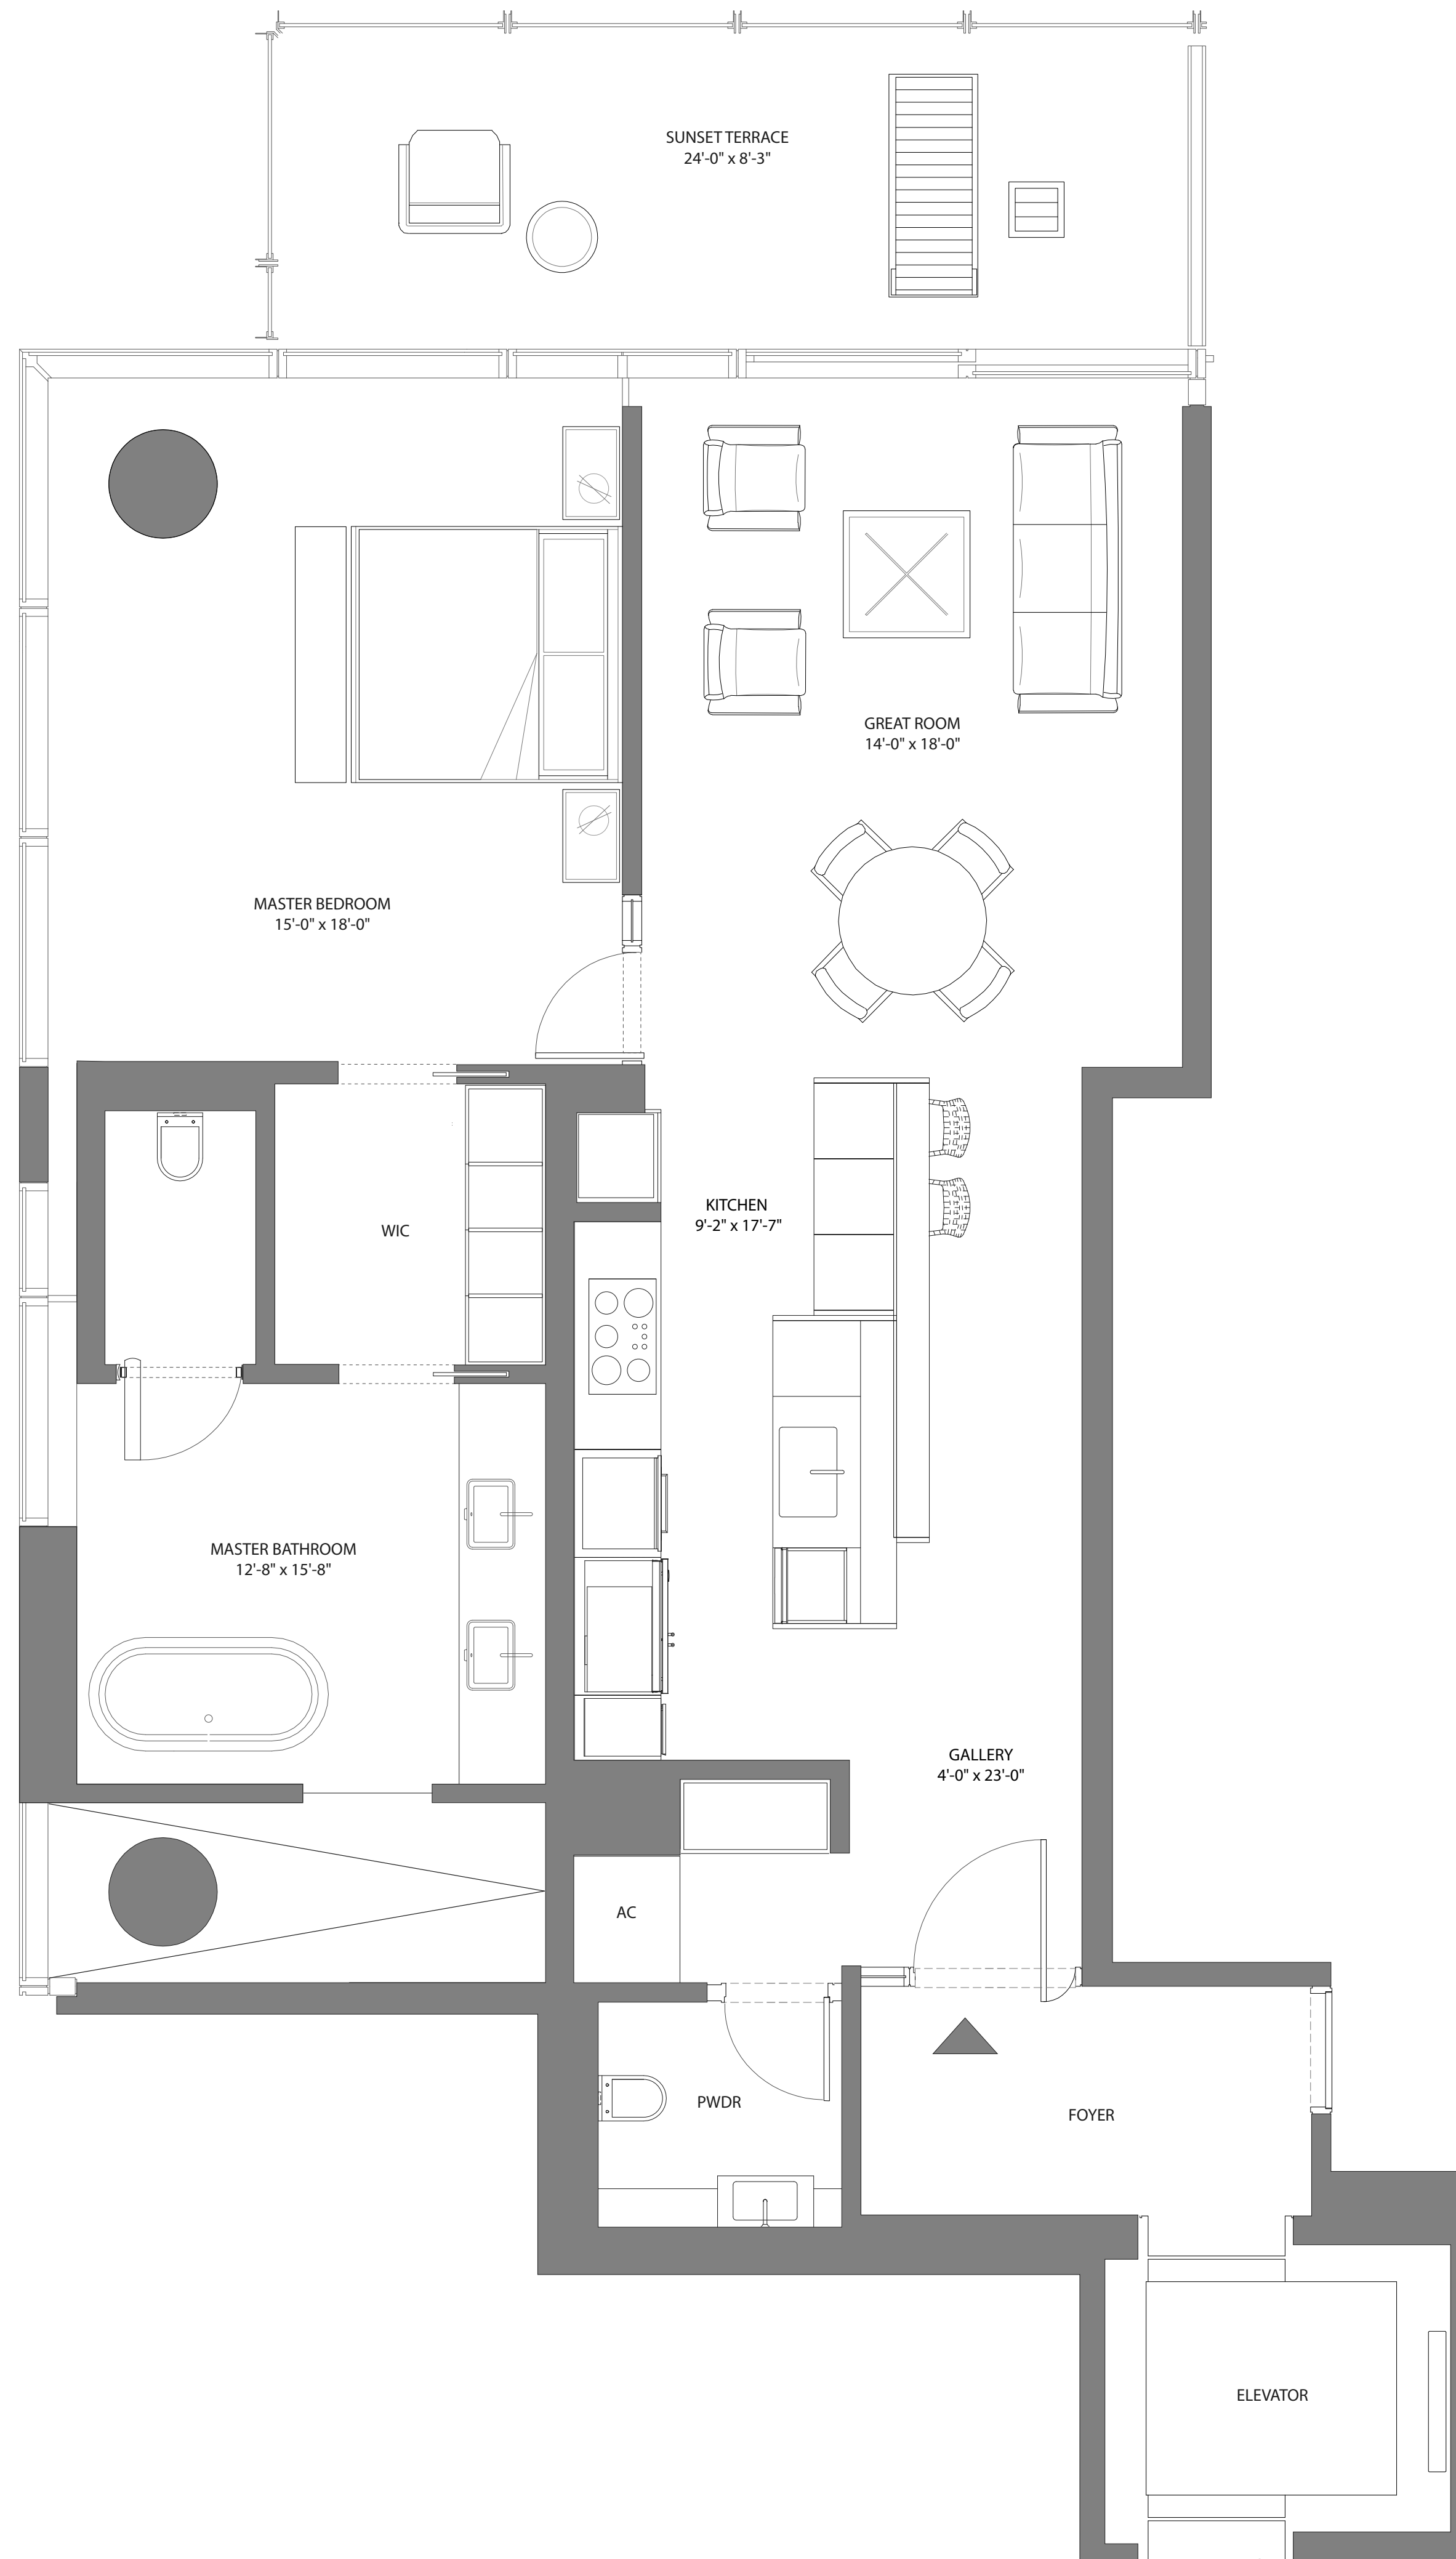 SUNSET TERRACE
24'-0" x 8'-3"
GREAT ROOM
14'-0" x 18'-0"
MASTER BEDROOM
15'-0" x 18'-0"
KITCHEN
9'-2" x 17'-7"
WIC
MASTER BATHROOM
12'-8" x 15'-8"
GALLERY
4'-0" x 23'-0"
AC
PWDR
FOYER
ELEVATOR